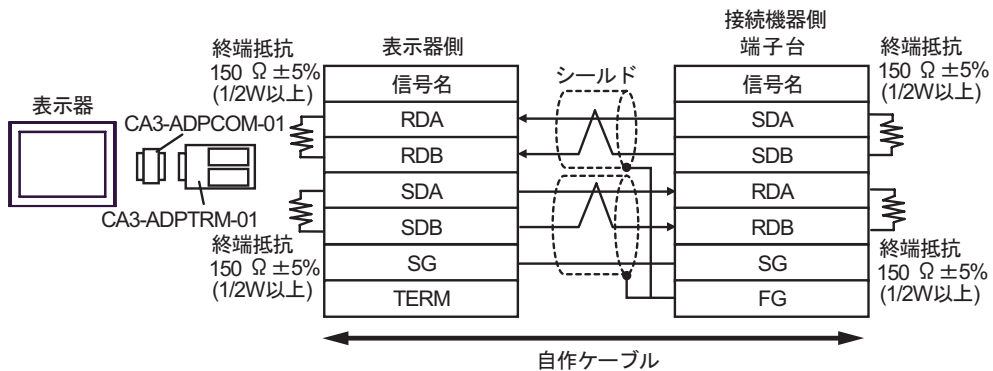 接続機器側
端子台
表示器側
終端抵抗
150 Ω ±5%
(1/2W以上)
終端抵抗
150 Ω ±5%
(1/2W以上)
シールド
信号名
信号名
表示器
CA3-ADPCOM-01
RDA
SDA
RDB
SDB
SDA
RDA
CA3-ADPTRM-01
SDB
RDB
終端抵抗
150 Ω ±5%
(1/2W以上)
終端抵抗
150 Ω ±5%
(1/2W以上)
SG
SG
TERM
FG
自作ケーブル